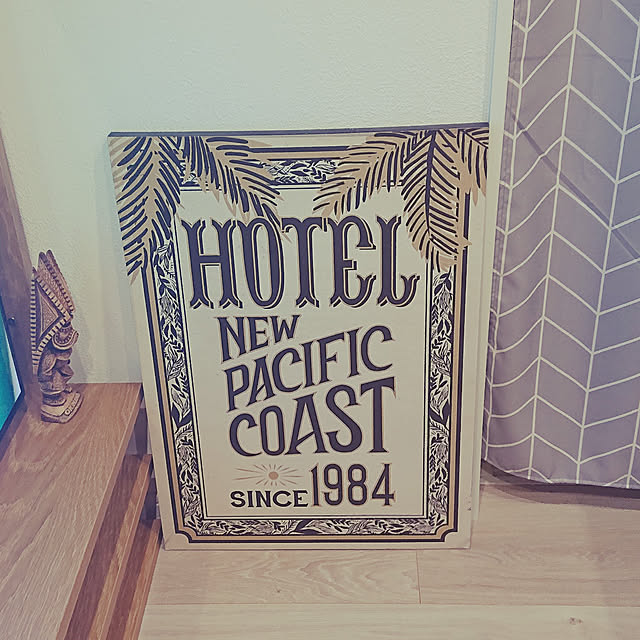 HOTEL
NEW
PACIFIC
COAST
SINCE 1984